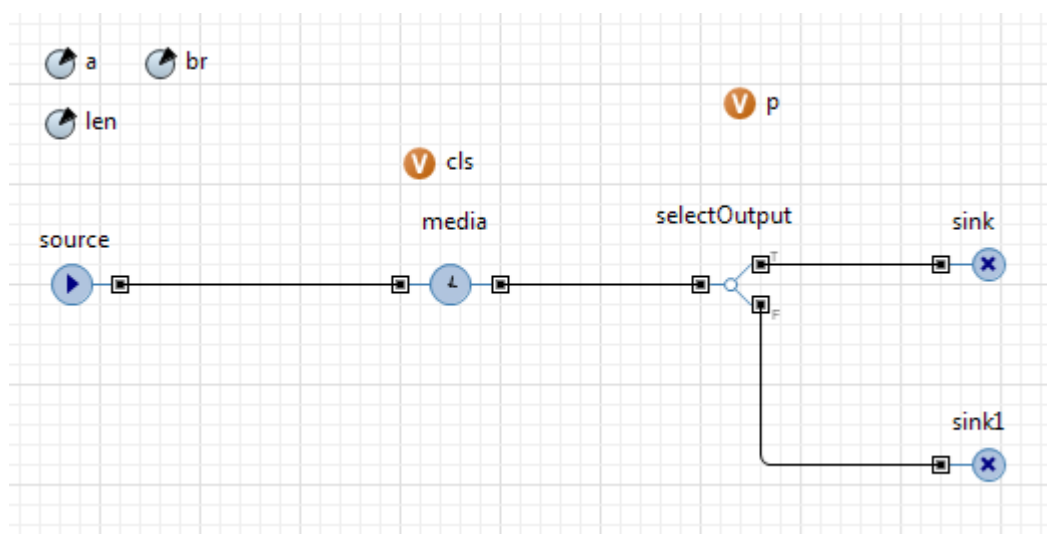 a
br
len
V p
V cls
media
selectOutput
sink
source
T
F
sink1